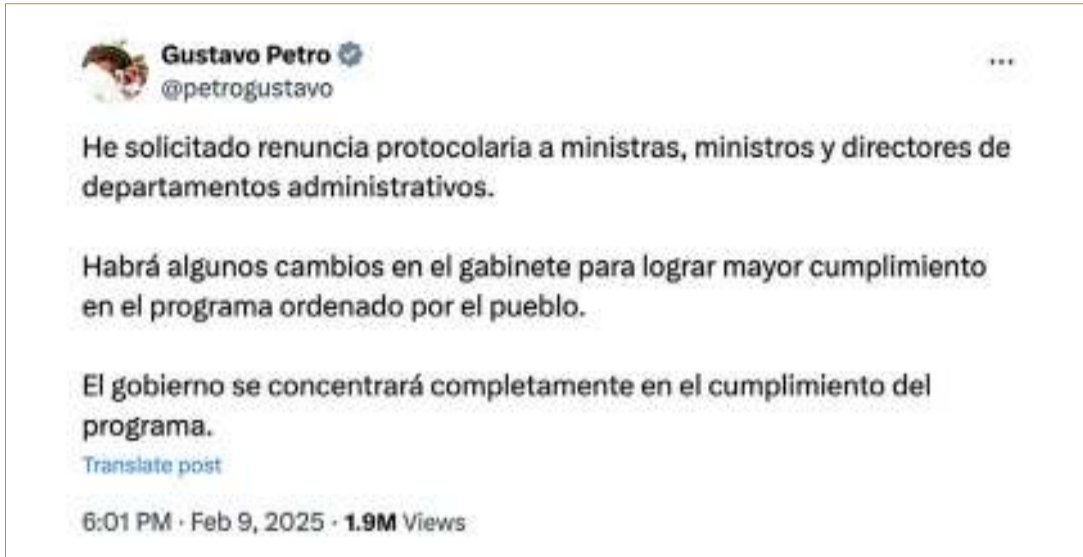 Gustavo Petro
@petrogustavo
He solicitado renuncia protocolaria a ministras, ministros y directores de
departamentos administrativos.
Habrá algunos cambios en el gabinete para lograr mayor cumplimiento
en el programa ordenado por el pueblo.
El gobierno se concentrará completamente en el cumplimiento del
programa.
Translate post
6:01 PM · Feb 9, 2025 · 1.9M Views